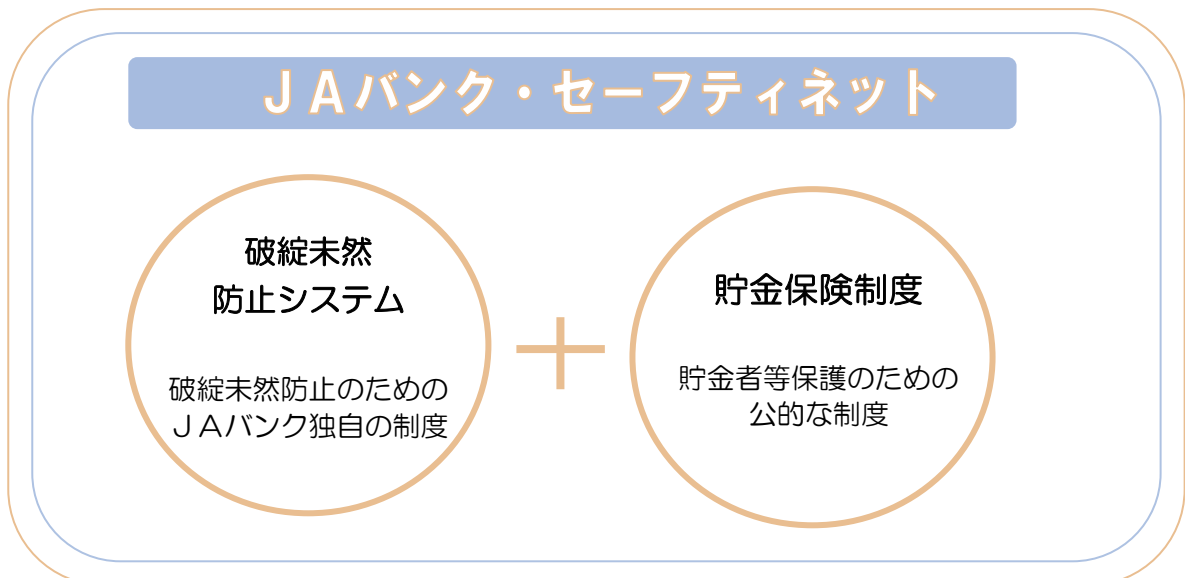 ＪＡバンク・セーフティネット
破綻未然
防止システム
破綻未然防止のための
ＪＡバンク独自の制度
貯金保険制度
貯金者等保護のための
公的な制度